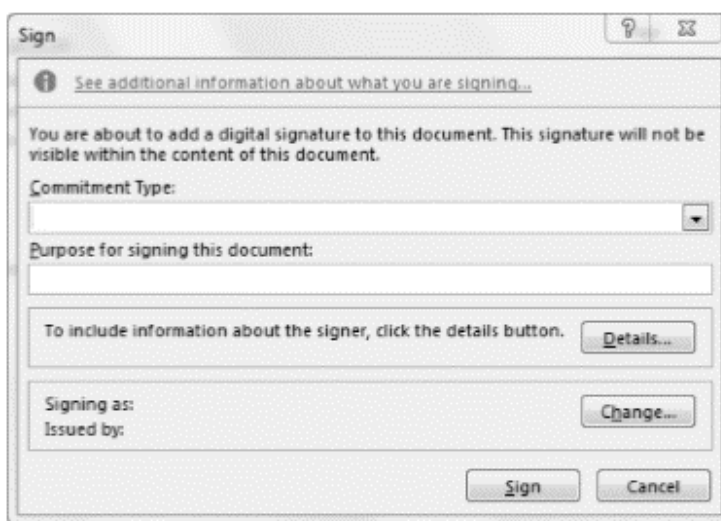 Sign
See additional information about what you are signing...
You are about to add a digital signature to this document. This signature will not be
visible within the content of this document.
Commitment Type:
Purpose for signing this document:
To include information about the signer, click the details button.
Details...
Signing as:
Change...
Issued by:
Sign
Cancel